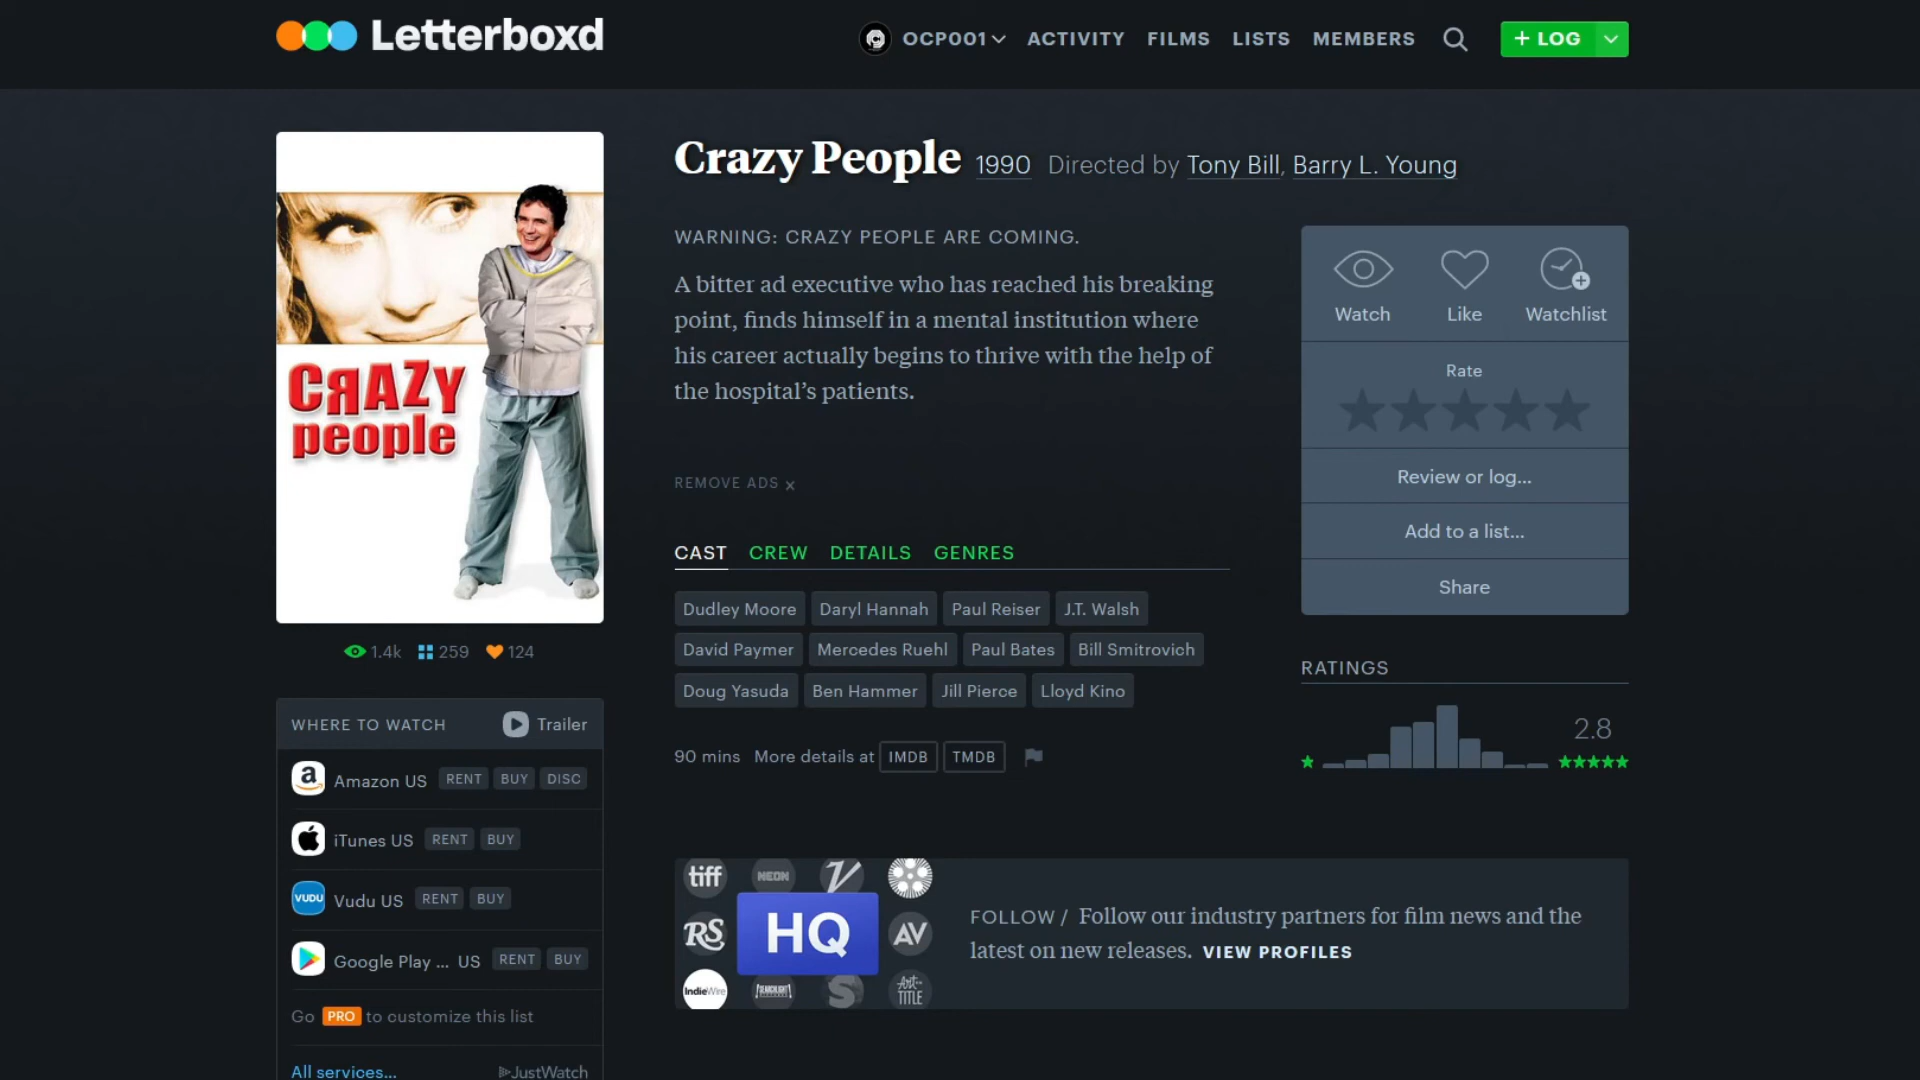 Letterboxd
OCP001 ACTIVITY FILMS LISTS MEMBERS + LOG
Crazy People 1990 Directed by Tony Bill, Barry L. Young
WARNING: CRAZY PEOPLE ARE COMING.
A bitter ad executive who has reached his breaking
point, finds himself in a mental institution where
his career actually begins to thrive with the help of
the hospital’s patients.
REMOVE ADS x
CAST CREW DETAILS GENRES
Dudley Moore Daryl Hannah Paul Reiser J.T. Walsh
David Paymer Mercedes Ruehl Paul Bates Bill Smitrovich
Doug Yasuda Ben Hammer Jill Pierce Lloyd Kino
90 mins More details at IMDB TMDB
CRAZY
people
1.4k 259 124
WHERE TO WATCH Trailer
a Amazon US RENT BUY DISC
iTunes US RENT BUY
VUDU Vudu US RENT BUY
Google Play ... US RENT BUY
Go PRO to customize this list
All services... JustWatch
Watch Like Watchlist
Rate
Review or log...
Add to a list...
Share
RATINGS
2.8
tiff NEON V
RS HQ AV
IndieWire SEARCHLIGHT S Art of the TITLE
FOLLOW / Follow our industry partners for film news and the
latest on new releases. VIEW PROFILES